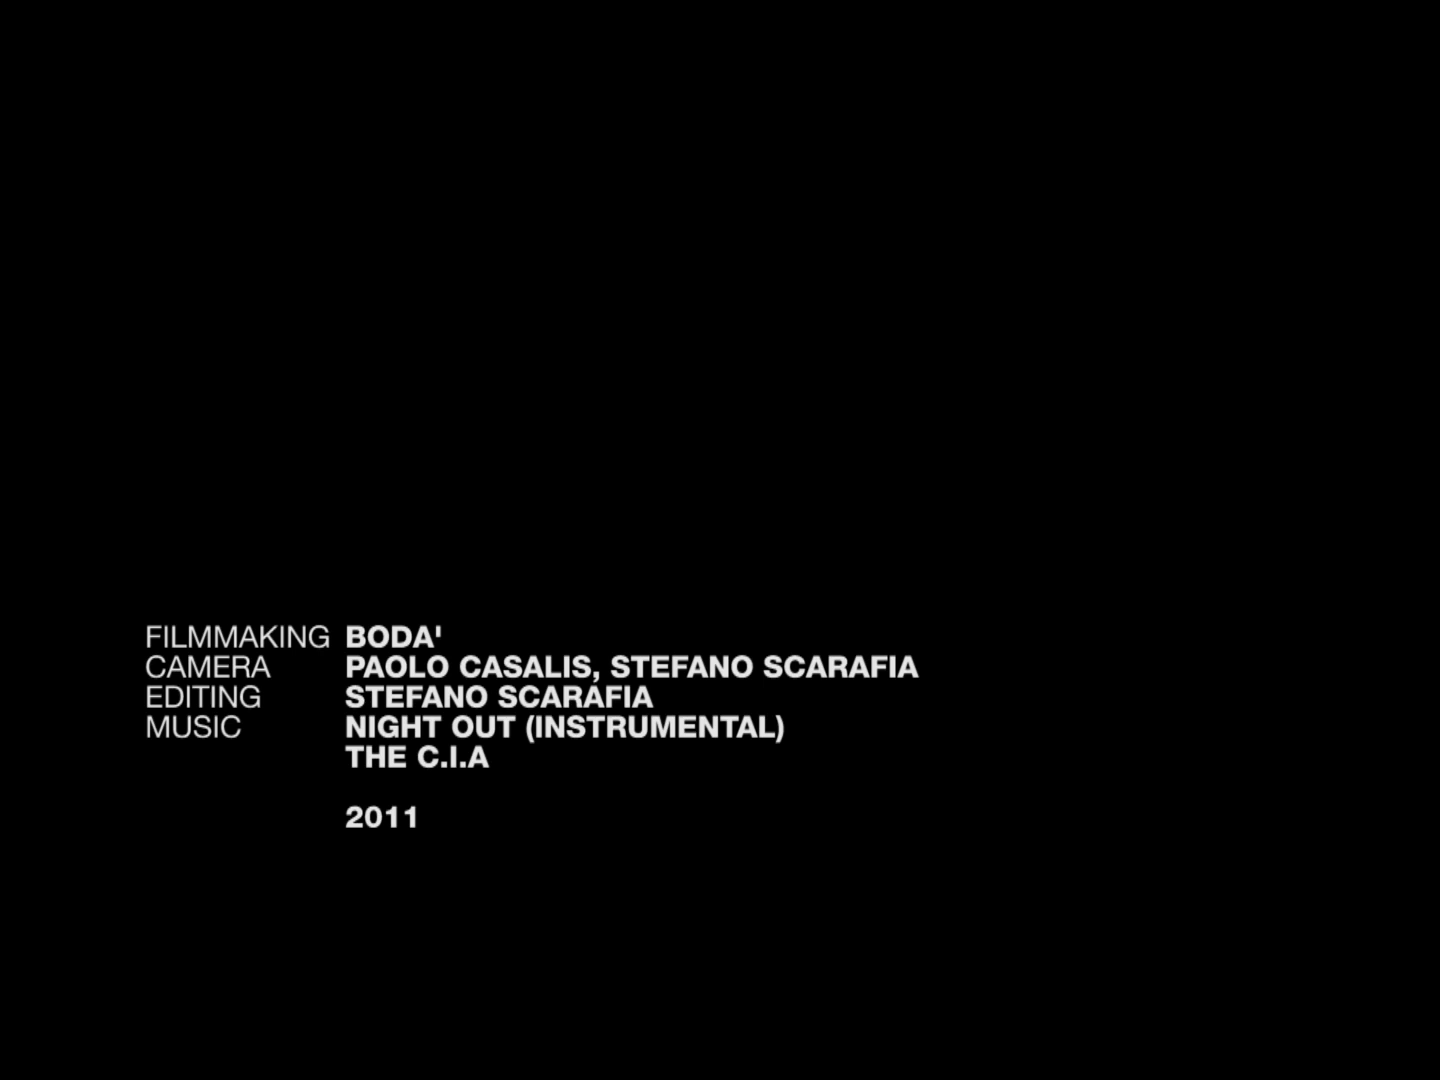 FILMMAKING BODA'
CAMERA PAOLO CASALIS, STEFANO SCARAFIA
EDITING STEFANO SCARAFIA
MUSIC NIGHT OUT (INSTRUMENTAL)
THE C.I.A
2011